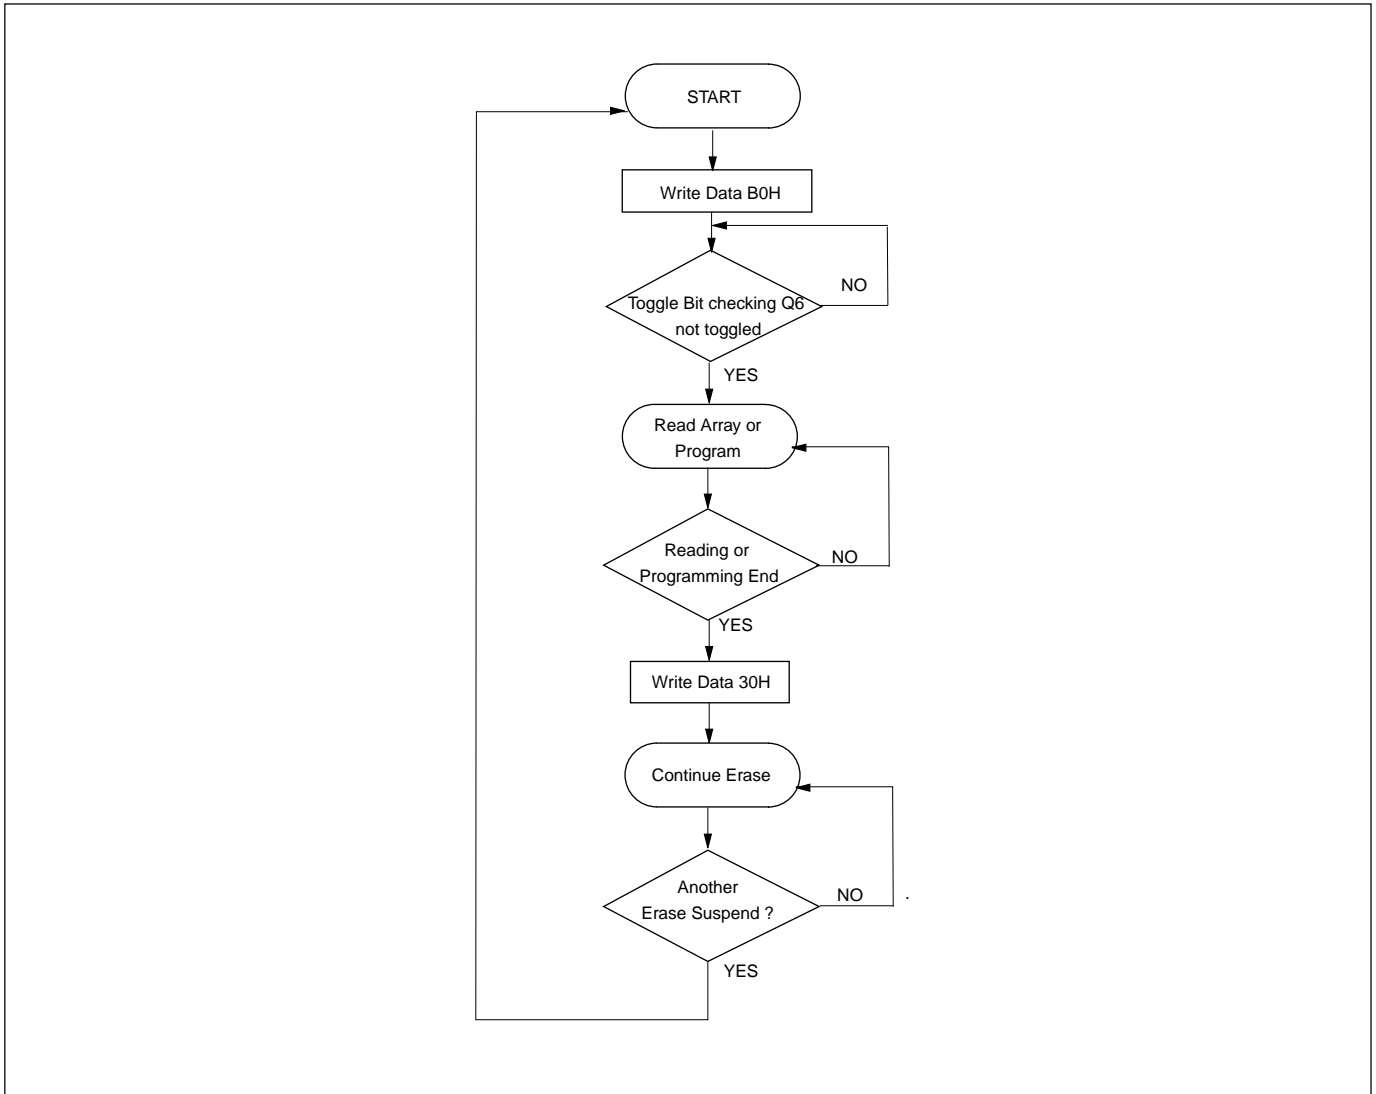 START
Write Data B0H
NO
Toggle Bit checking Q6
not toggled
YES
Read Array or
Program
Reading or
NO
Programming End
YES
Write Data 30H
Continue Erase
Another
NO
.
Erase Suspend ?
YES